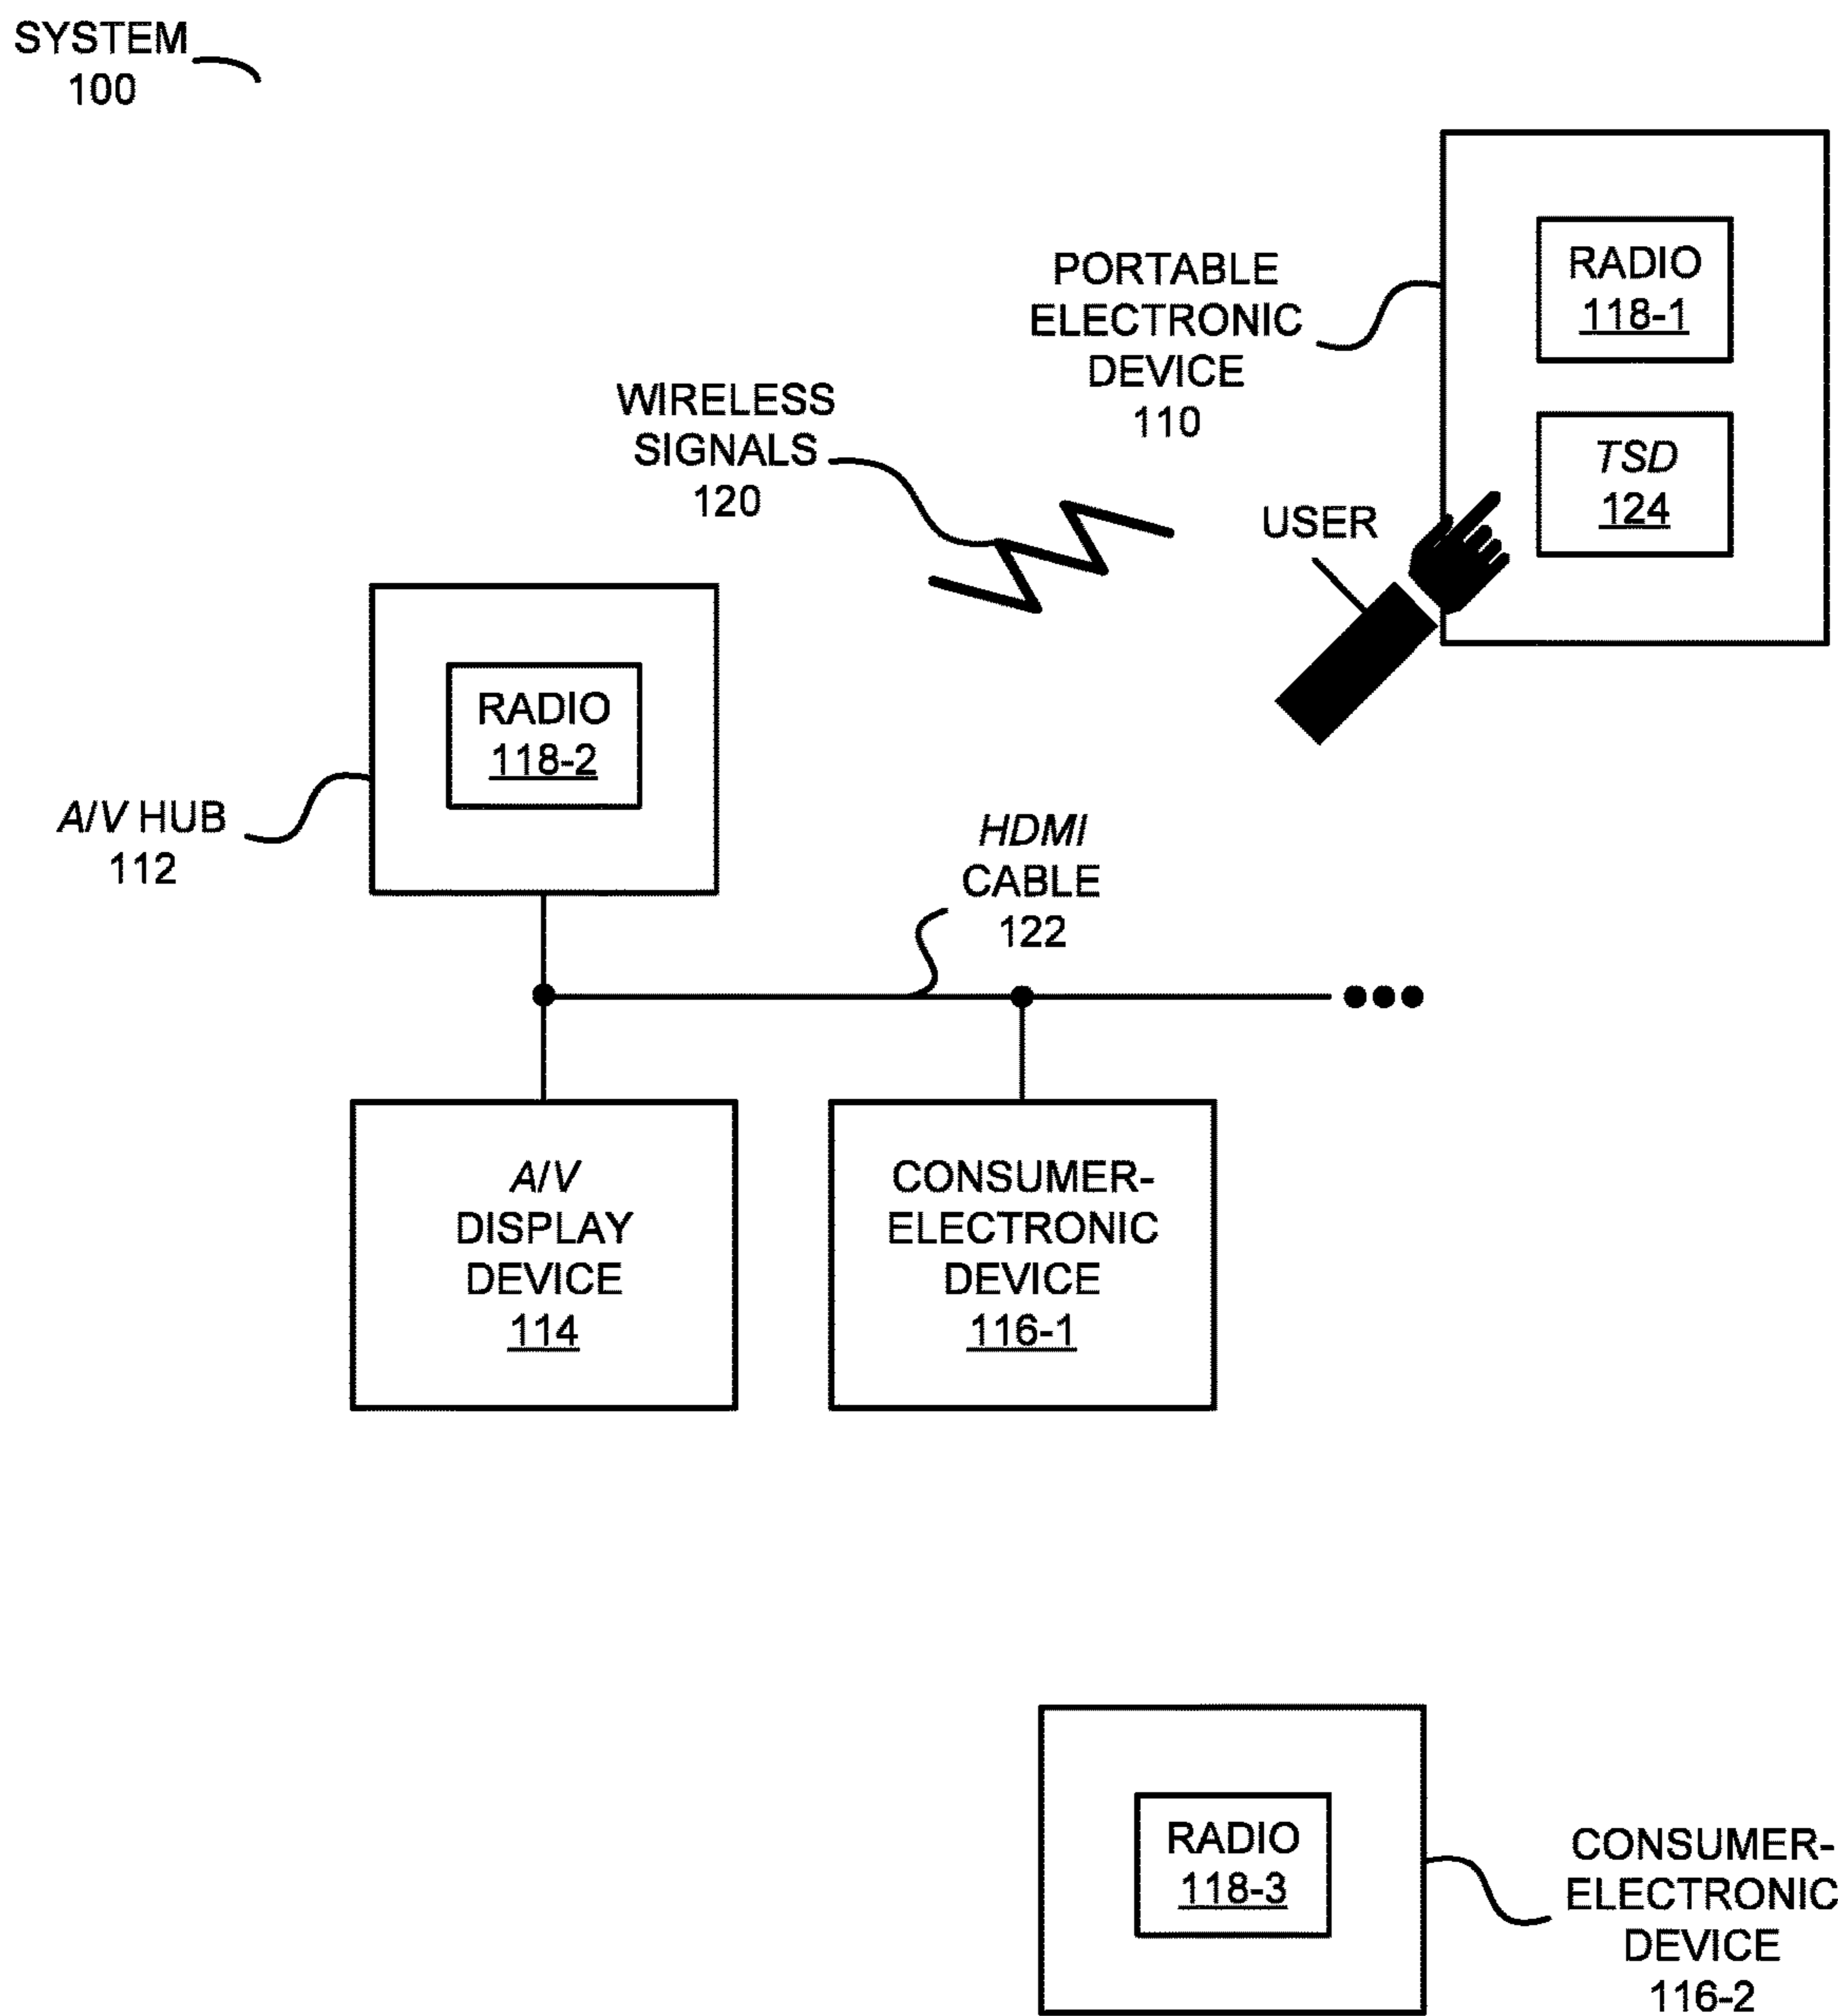 SYSTEM
100
PORTABLE
ELECTRONIC
DEVICE
110
RADIO
118-1
TSD
124
WIRELESS
SIGNALS
120
USER
RADIO
118-2
A/V HUB
112
HDMI
CABLE
122
A/V
DISPLAY
DEVICE
114
CONSUMER-
ELECTRONIC
DEVICE
116-1
RADIO
118-3
CONSUMER-
ELECTRONIC
DEVICE
116-2